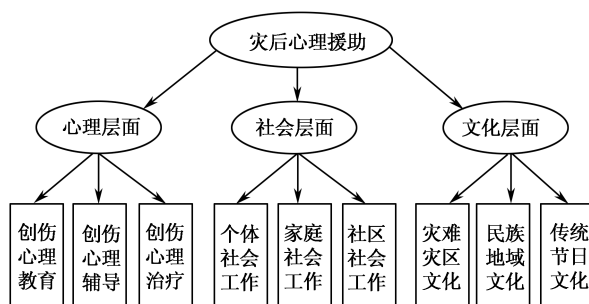 灾后心理援助
心理层面
社会层面
文化层面
创伤
心理
教育
创伤
心理
辅导
创伤
心理
治疗
个体
社会
工作
家庭
社会
工作
社区
社会
工作
灾难
灾区
文化
民族
地域
文化
传统
节日
文化